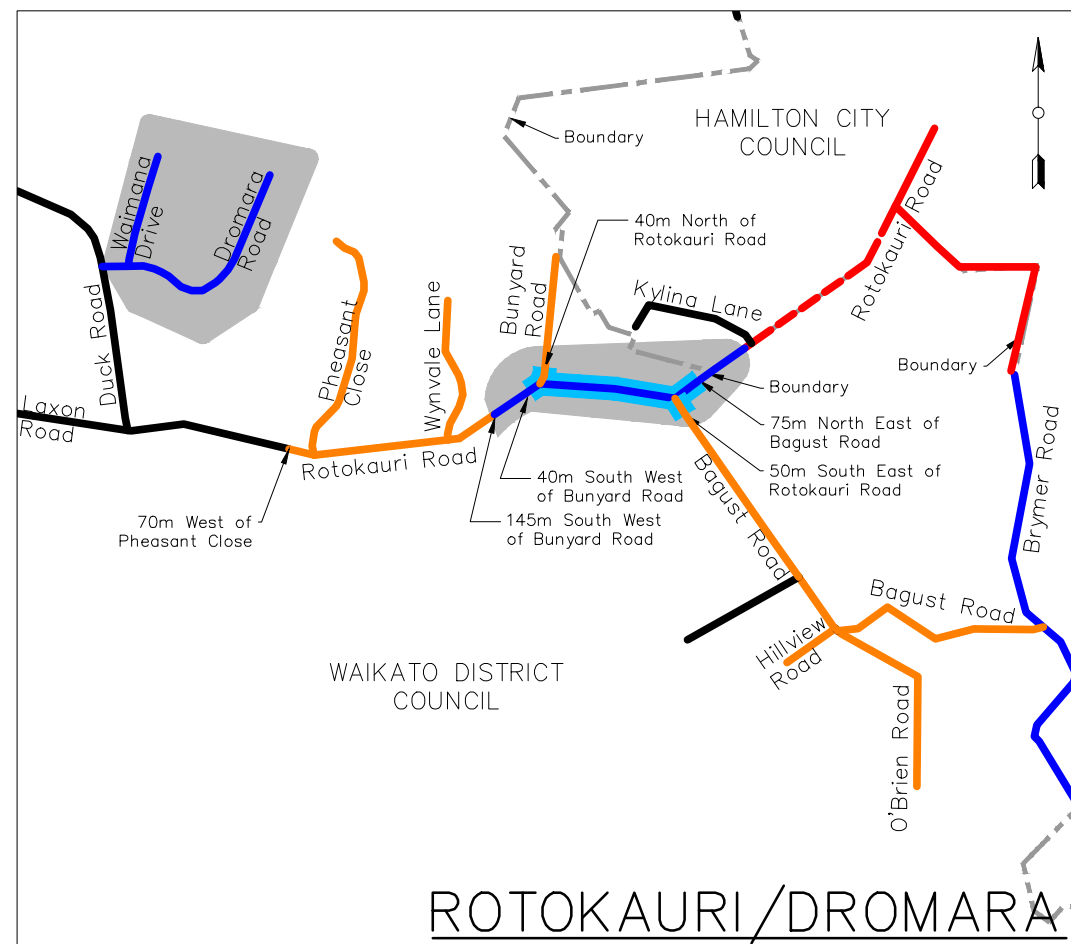 HAMILTON CITY
COUNCIL
Boundary
Waimana
Drive
Dromara
Road
40m North of
Rotokauri Road
Rotokauri Road
Bunyard
Road
Kylina Lane
Duck Road
Pheasant
Close
Wynvale Lane
Boundary
Boundary
Laxon
Road
Rotokauri Road
75m North East of
Bagust Road
50m South East of
Rotokauri Road
40m South West
of Bunyard Road
145m South West
of Bunyard Road
70m West of
Pheasant Close
Bagust Road
Brymer Road
Bagust Road
Hillview
Road
WAIKATO DISTRICT
COUNCIL
O'Brien Road
ROTOKAURI/DROMARA